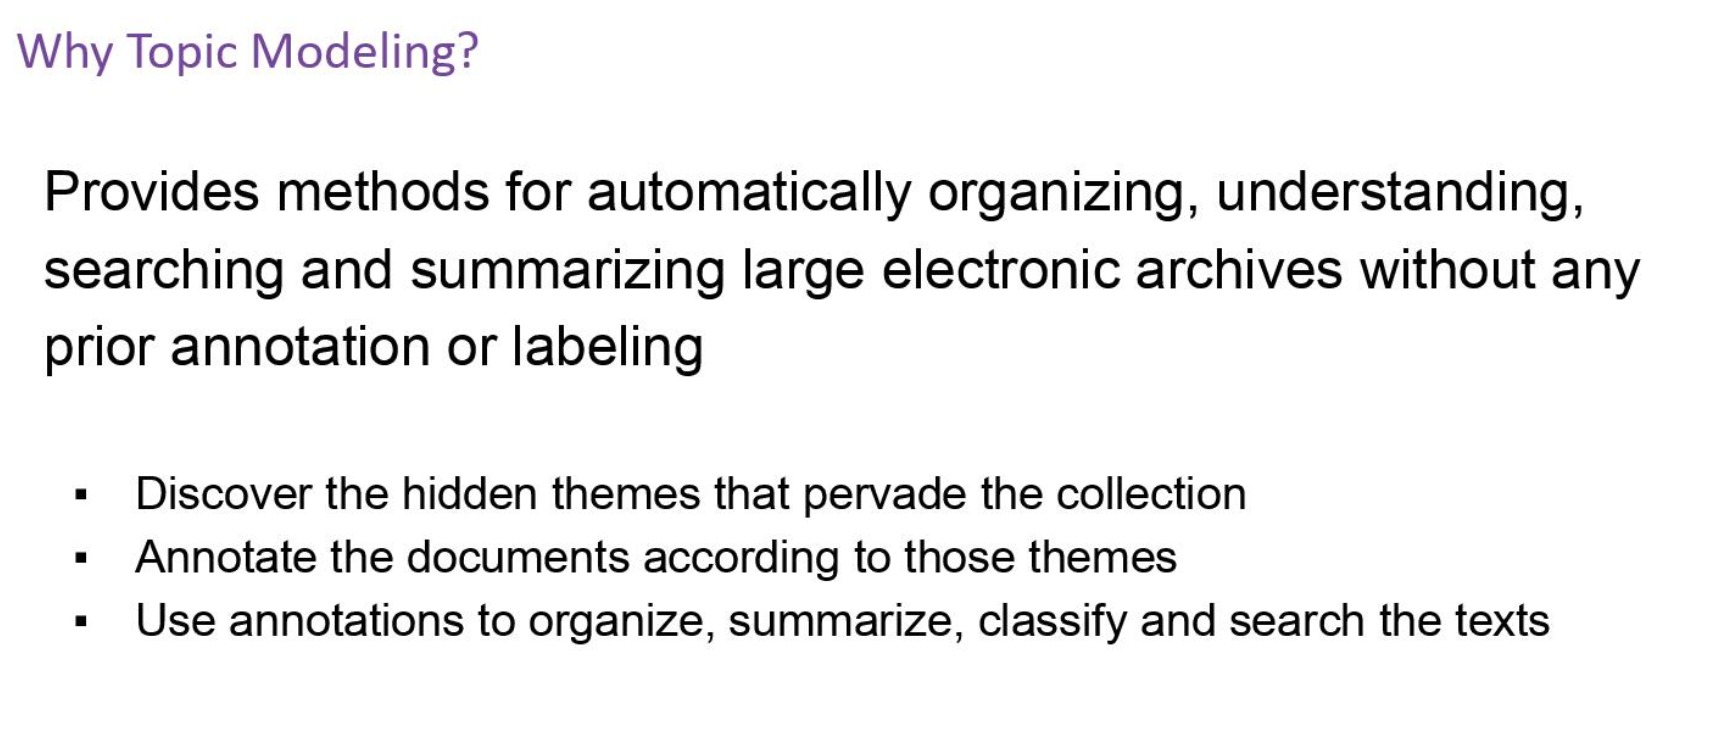 Why Topic Modeling?
Provides methods for automatically organizing, understanding,
searching and summarizing large electronic archives without any
prior annotation or labeling
▪ Discover the hidden themes that pervade the collection
▪ Annotate the documents according to those themes
▪ Use annotations to organize, summarize, classify and search the texts